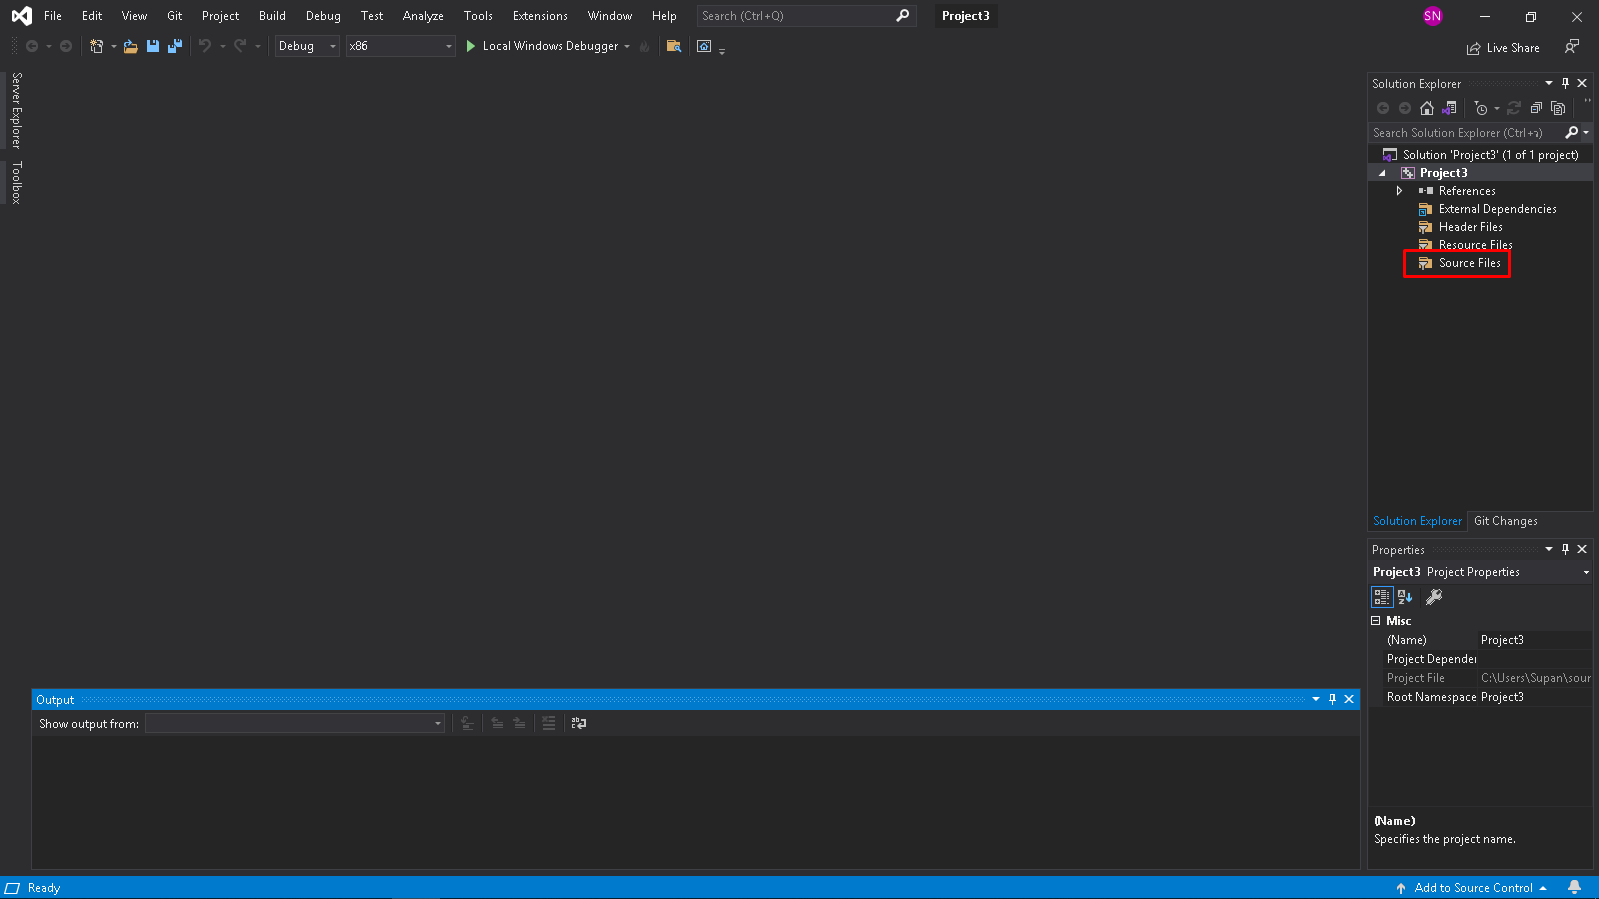 File Edit View Git Project Build Debug Test Analyze Tools Extensions Window Help Search (Ctrl+Q) Project3 SN
Debug x86 Local Windows Debugger Live Share
Server Explorer
Toolbox
Solution Explorer
Search Solution Explorer (Ctrl+า)
Solution 'Project3' (1 of 1 project)
Project3
References
External Dependencies
Header Files
Resource Files
Source Files
Solution Explorer Git Changes
Properties
Project3 Project Properties
Misc
(Name) Project3
Project Depender
Project File C:\Users\Supan\sour
Root Namespace Project3
(Name)
Specifies the project name.
Output
Show output from:
Ready Add to Source Control